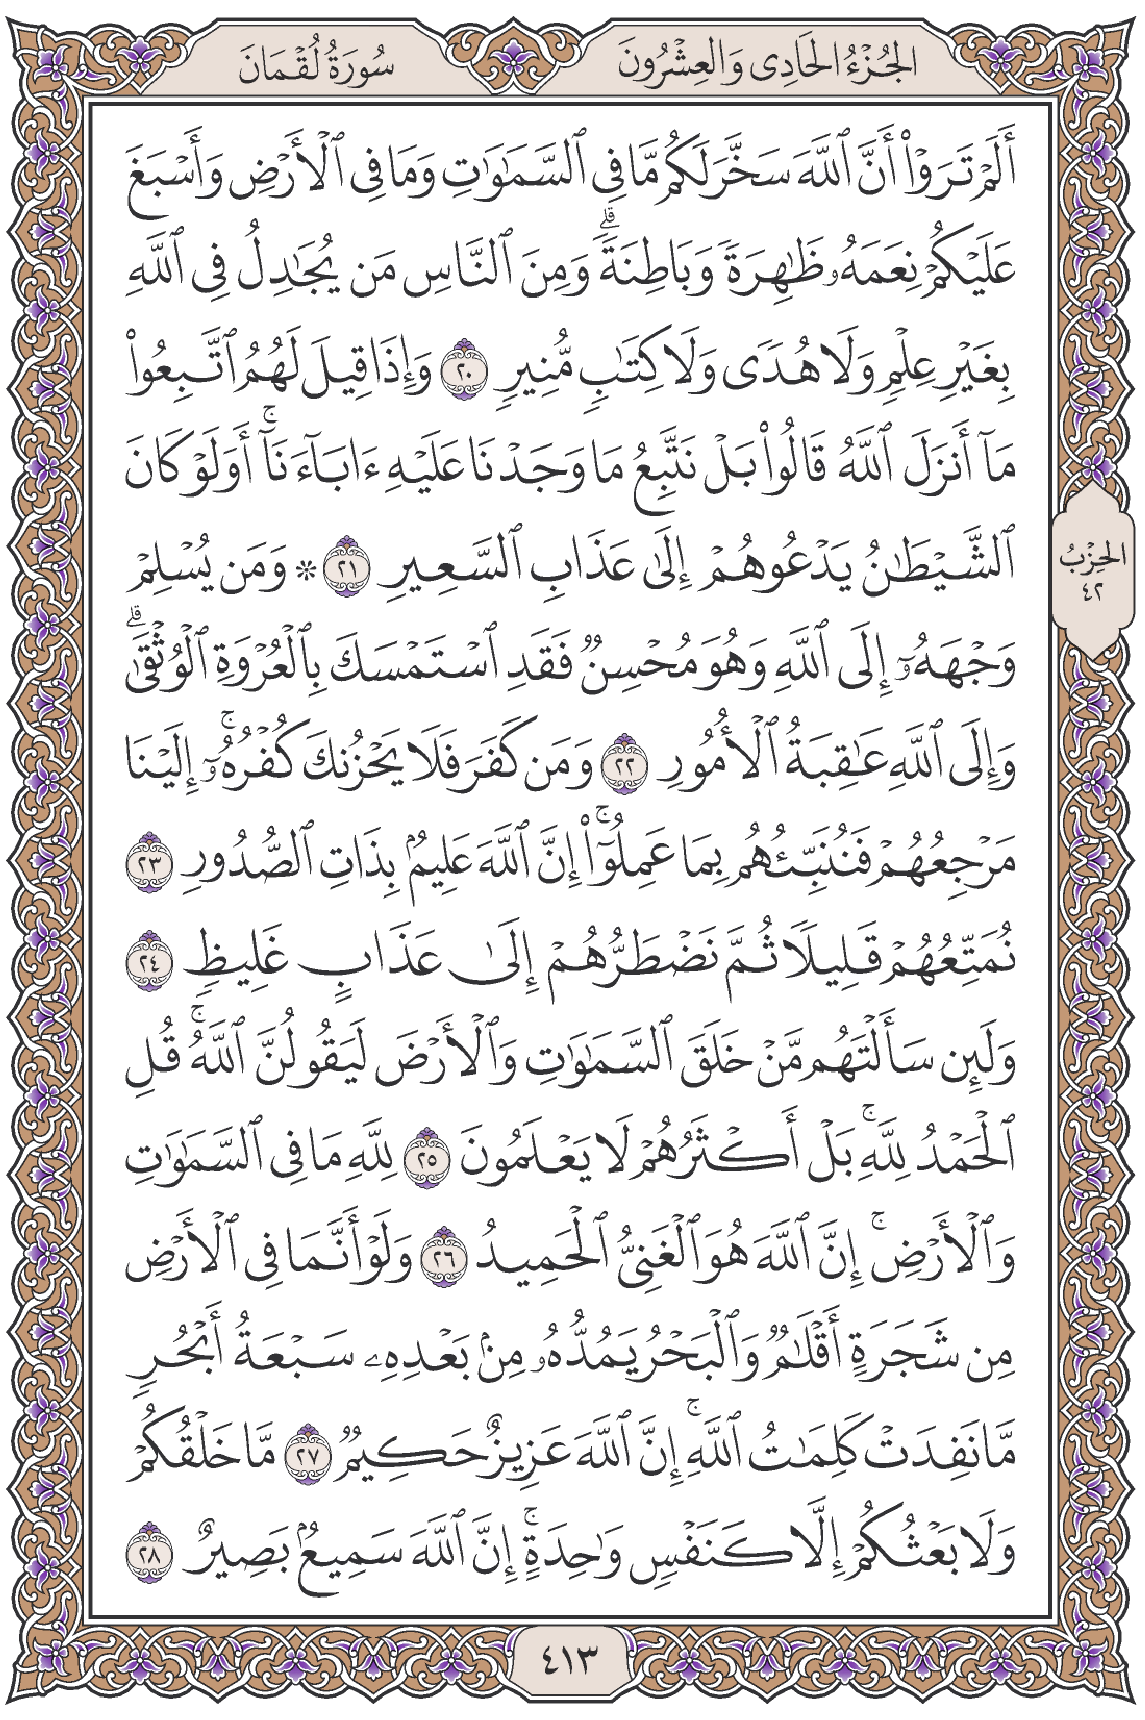 الجُزْءُ الحَادِى وَالعِشْرُونَ
سُورَةُ لُقْمَانَ
أَلَمْ تَرَوْا۟ أَنَّ ٱللَّهَ سَخَّرَ لَكُم مَّا فِى ٱلسَّمَٰوَٰتِ وَمَا فِى ٱلْأَرْضِ وَأَسْبَغَ
عَلَيْكُمْ نِعَمَهُۥ ظَٰهِرَةً وَبَاطِنَةً ۗ وَمِنَ ٱلنَّاسِ مَن يُجَٰدِلُ فِى ٱللَّهِ
بِغَيْرِ عِلْمٍ وَلَا هُدًى وَلَا كِتَٰبٍ مُّنِيرٍ ٢٠ وَإِذَا قِيلَ لَهُمُ ٱتَّبِعُوا۟
مَآ أَنزَلَ ٱللَّهُ قَالُوا۟ بَلْ نَتَّبِعُ مَا وَجَدْنَا عَلَيْهِ ءَابَآءَنَآ ۚ أَوَلَوْ كَانَ
ٱلشَّيْطَٰنُ يَدْعُوهُمْ إِلَىٰ عَذَابِ ٱلسَّعِيرِ ٢١ ۞ وَمَن يُسْلِمْ
الحِزْبُ
٤٢
وَجْهَهُۥٓ إِلَى ٱللَّهِ وَهُوَ مُحْسِنٌ فَقَدِ ٱسْتَمْسَكَ بِٱلْعُرْوَةِ ٱلْوُثْقَىٰ ۗ
وَإِلَى ٱللَّهِ عَٰقِبَةُ ٱلْأُمُورِ ٢٢ وَمَن كَفَرَ فَلَا يَحْزُنكَ كُفْرُهُۥٓ ۚ إِلَيْنَا
مَرْجِعُهُمْ فَنُنَبِّئُهُم بِمَا عَمِلُوٓا۟ ۚ إِنَّ ٱللَّهَ عَلِيمٌۢ بِذَاتِ ٱلصُّدُورِ ٢٣
نُمَتِّعُهُمْ قَلِيلًا ثُمَّ نَضْطَرُّهُمْ إِلَىٰ عَذَابٍ غَلِيظٍ ٢٤
وَلَئِن سَأَلْتَهُم مَّنْ خَلَقَ ٱلسَّمَٰوَٰتِ وَٱلْأَرْضَ لَيَقُولُنَّ ٱللَّهُ ۚ قُلِ
ٱلْحَمْدُ لِلَّهِ ۚ بَلْ أَكْثَرُهُمْ لَا يَعْلَمُونَ ٢٥ لِلَّهِ مَا فِى ٱلسَّمَٰوَٰتِ
وَٱلْأَرْضِ ۚ إِنَّ ٱللَّهَ هُوَ ٱلْغَنِىُّ ٱلْحَمِيدُ ٢٦ وَلَوْ أَنَّمَا فِى ٱلْأَرْضِ
مِن شَجَرَةٍ أَقْلَٰمٌ وَٱلْبَحْرُ يَمُدُّهُۥ مِنۢ بَعْدِهِۦ سَبْعَةُ أَبْحُرٍ
مَّا نَفِدَتْ كَلِمَٰتُ ٱللَّهِ ۚ إِنَّ ٱللَّهَ عَزِيزٌ حَكِيمٌ ٢٧ مَّا خَلْقُكُمْ
وَلَا بَعْثُكُمْ إِلَّا كَنَفْسٍ وَٰحِدَةٍ ۗ إِنَّ ٱللَّهَ سَمِيعٌۢ بَصِيرٌ ٢٨
٤١٣